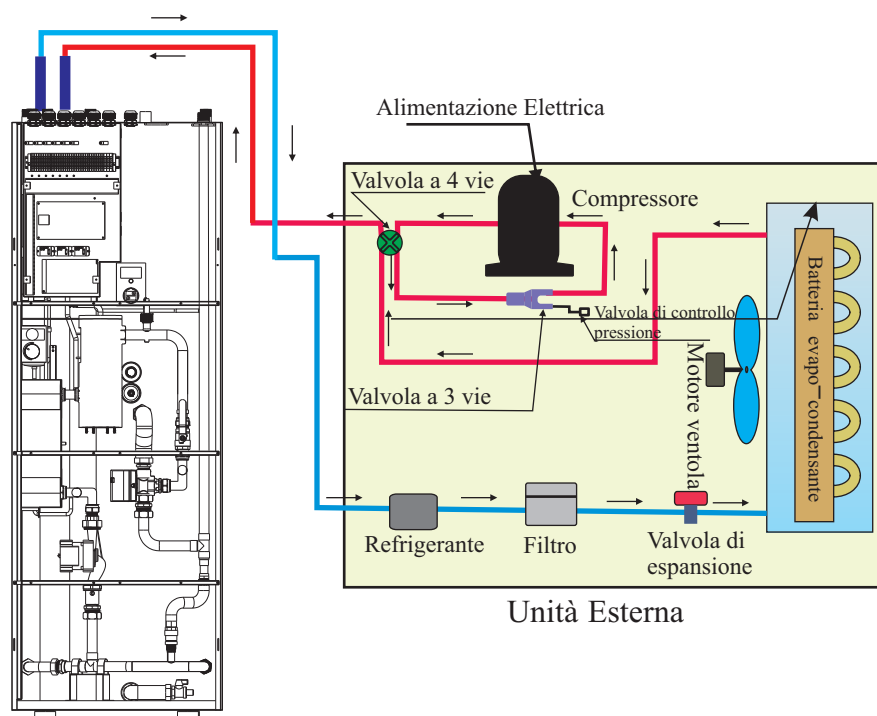 Alimentazione Elettrica
Valvola a 4 vie
Compressore
Valvola di controllo
pressione
Valvola a 3 vie
Motore ventola
Batteria evapo-condensante
Refrigerante
Filtro
Valvola di
espansione
Unità Esterna